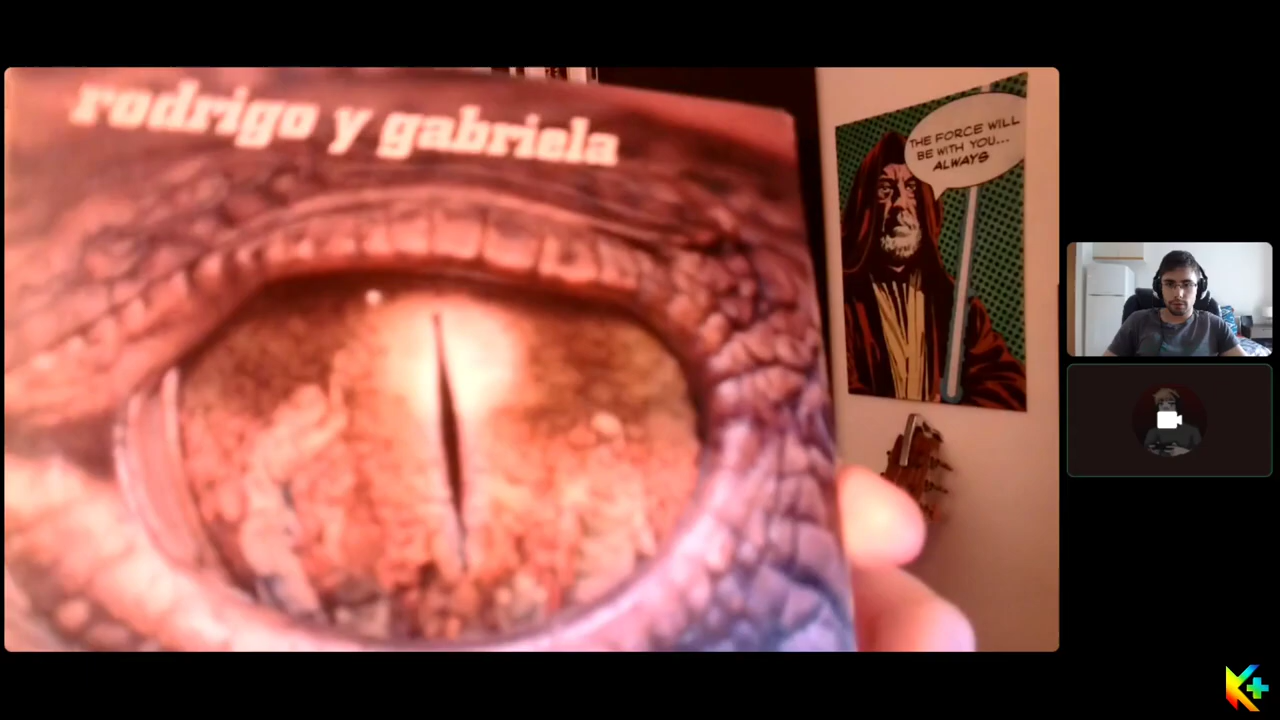 rodrigo y gabriela
THE FORCE WILL
BE WITH YOU...
ALWAYS
K+